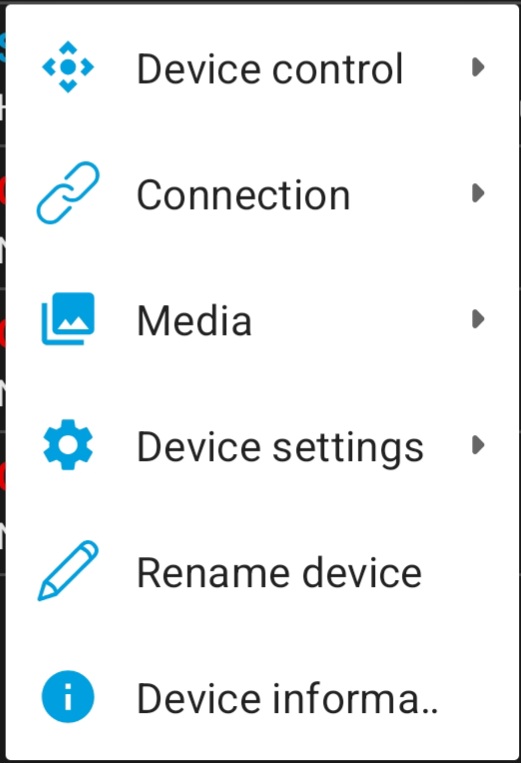 Device control
Connection
Media
Device settings
Rename device
Device informa..